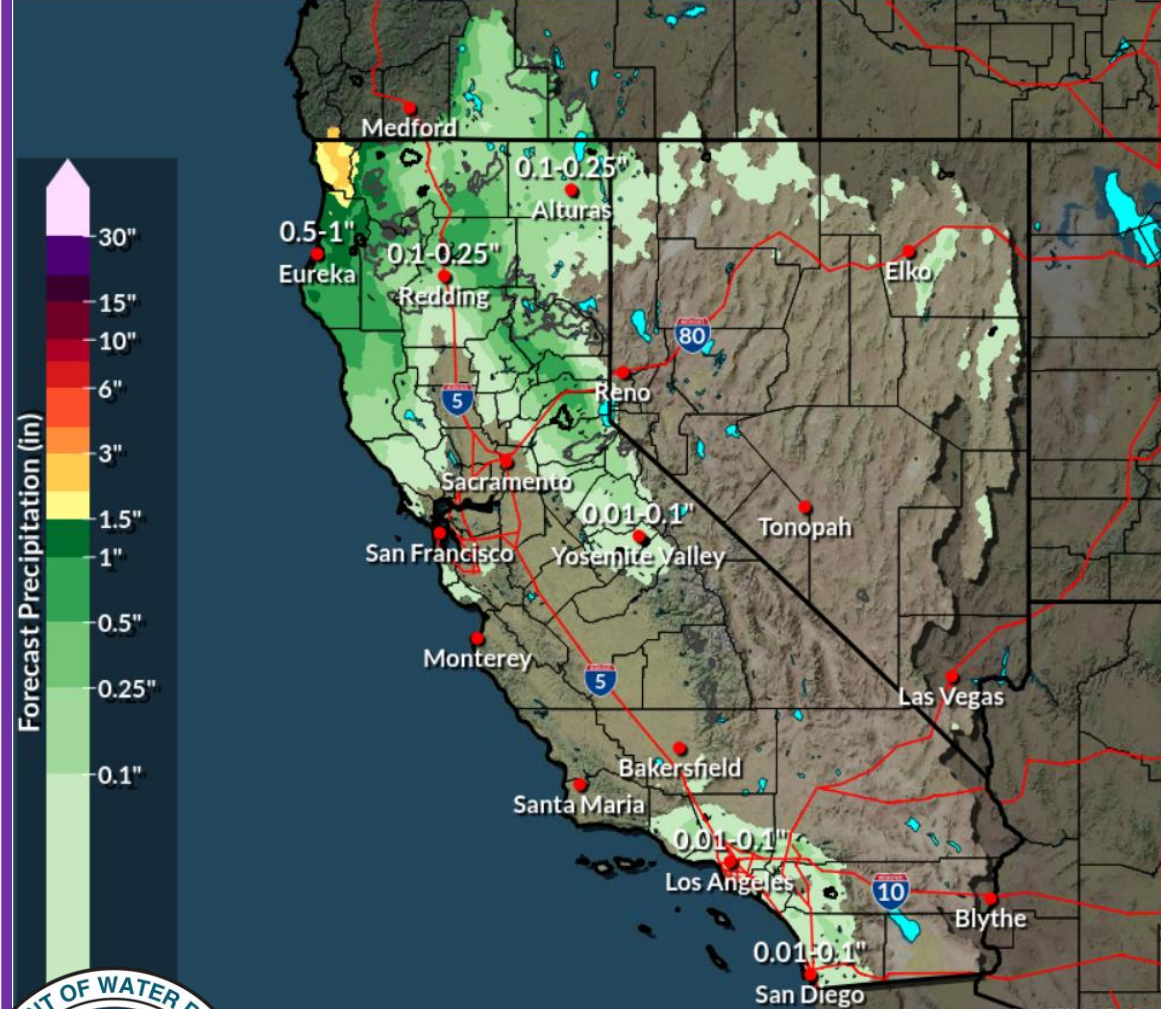 Medford
0.1-0.25"
Alturas
0.5-1"
Eureka
0.1-0.25"
Redding
Elko
80
Reno
5
Sacramento
0.01-0.1"
Yosemite Valley
Tonopah
San Francisco
Monterey
5
Las Vegas
Bakersfield
Santa Maria
0.01-0.1"
Los Angeles
10
Blythe
0.01-0.1"
San Diego
Forecast Precipitation (in)
30"
15"
10"
6"
3"
1.5"
1"
0.5"
0.25"
0.1"
OF WATER